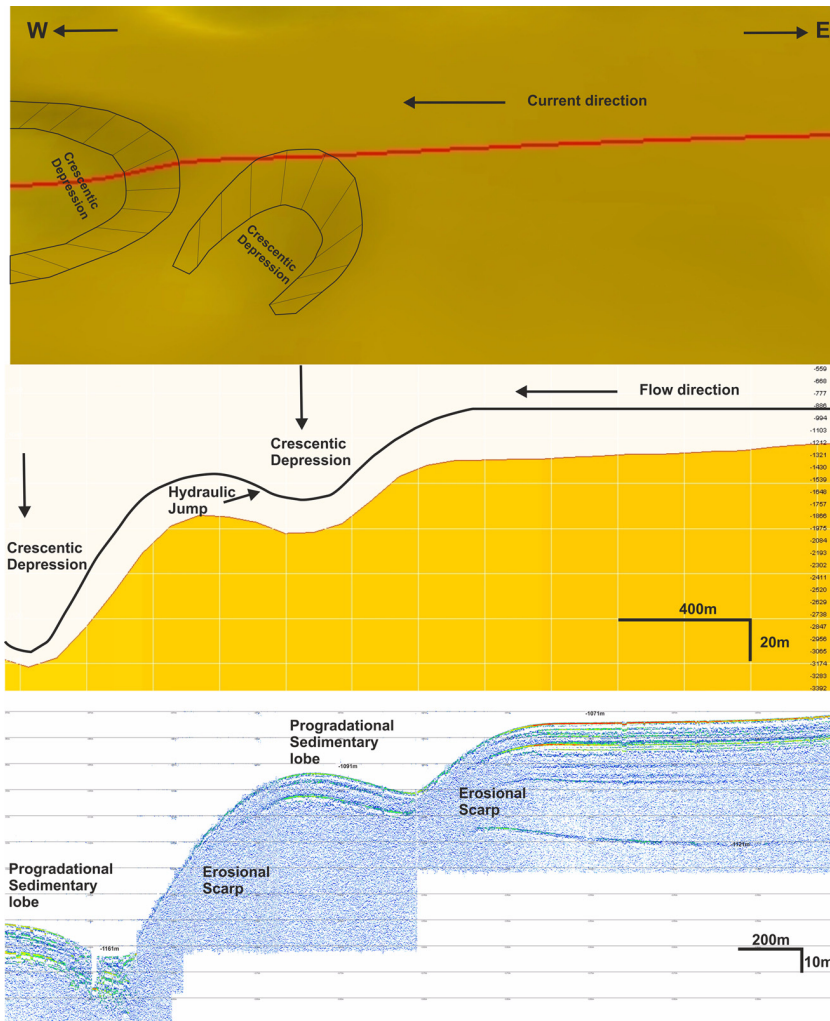 W
E
Current direction
Crescentic
Depression
Crescentic
Depression
Flow direction
Crescentic
Depression
Hydraulic
Jump
Crescentic
Depression
400m
20m
-559
-668
-777
-886
-994
-1103
-1212
-1321
-1430
-1539
-1648
-1757
-1866
-1975
-2084
-2193
-2302
-2411
-2520
-2629
-2738
-2847
-2956
-3065
-3174
-3283
-3392
Progradational
Sedimentary
lobe
-1071m
-1091m
Erosional
Scarp
-1121m
Progradational
Sedimentary
lobe
Erosional
Scarp
-1161m
200m
10m